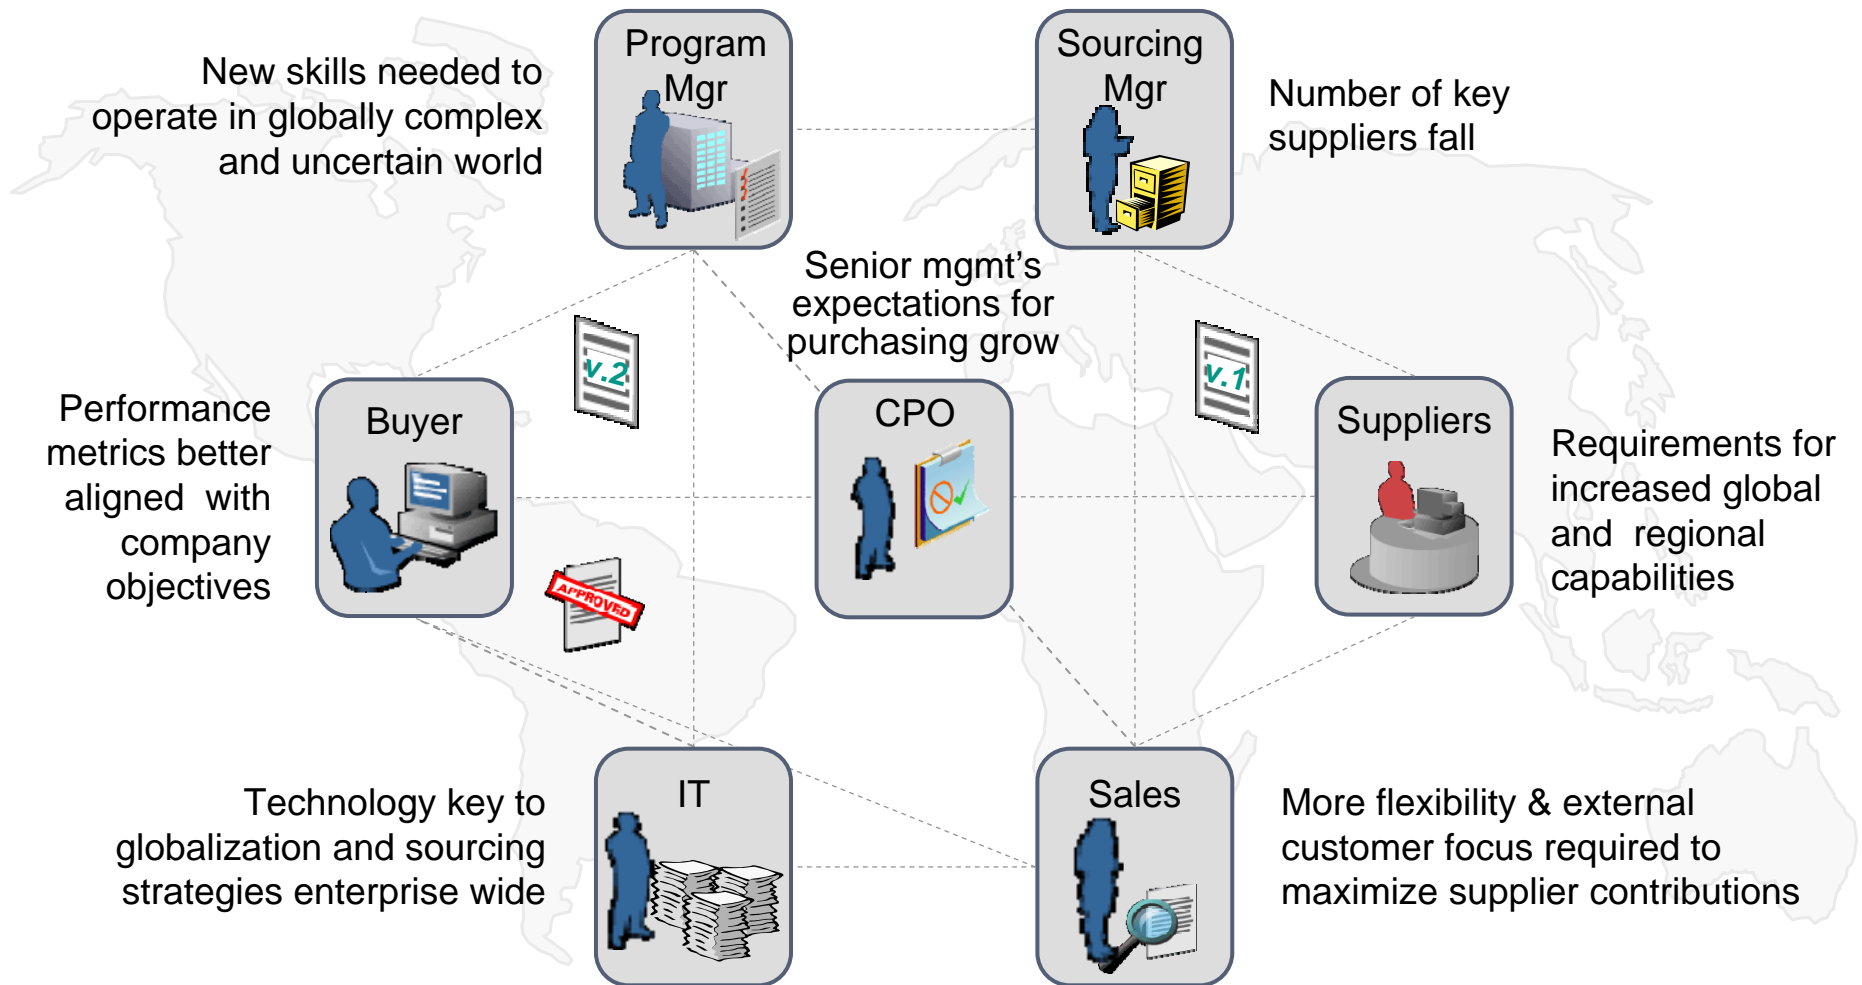 Program
Mgr
Sourcing
Mgr
New skills needed to
operate in globally complex
and uncertain world
Number of key
suppliers fall
Senior mgmt's
expectations for
purchasing grow
v.2
v.1
Performance
metrics better
aligned  with
company
objectives
Buyer
CPO
Suppliers
Requirements for
increased global
and  regional
capabilities
APPROVED
Technology key to
globalization and sourcing
strategies enterprise wide
IT
Sales
More flexibility & external
customer focus required to
maximize supplier contributions